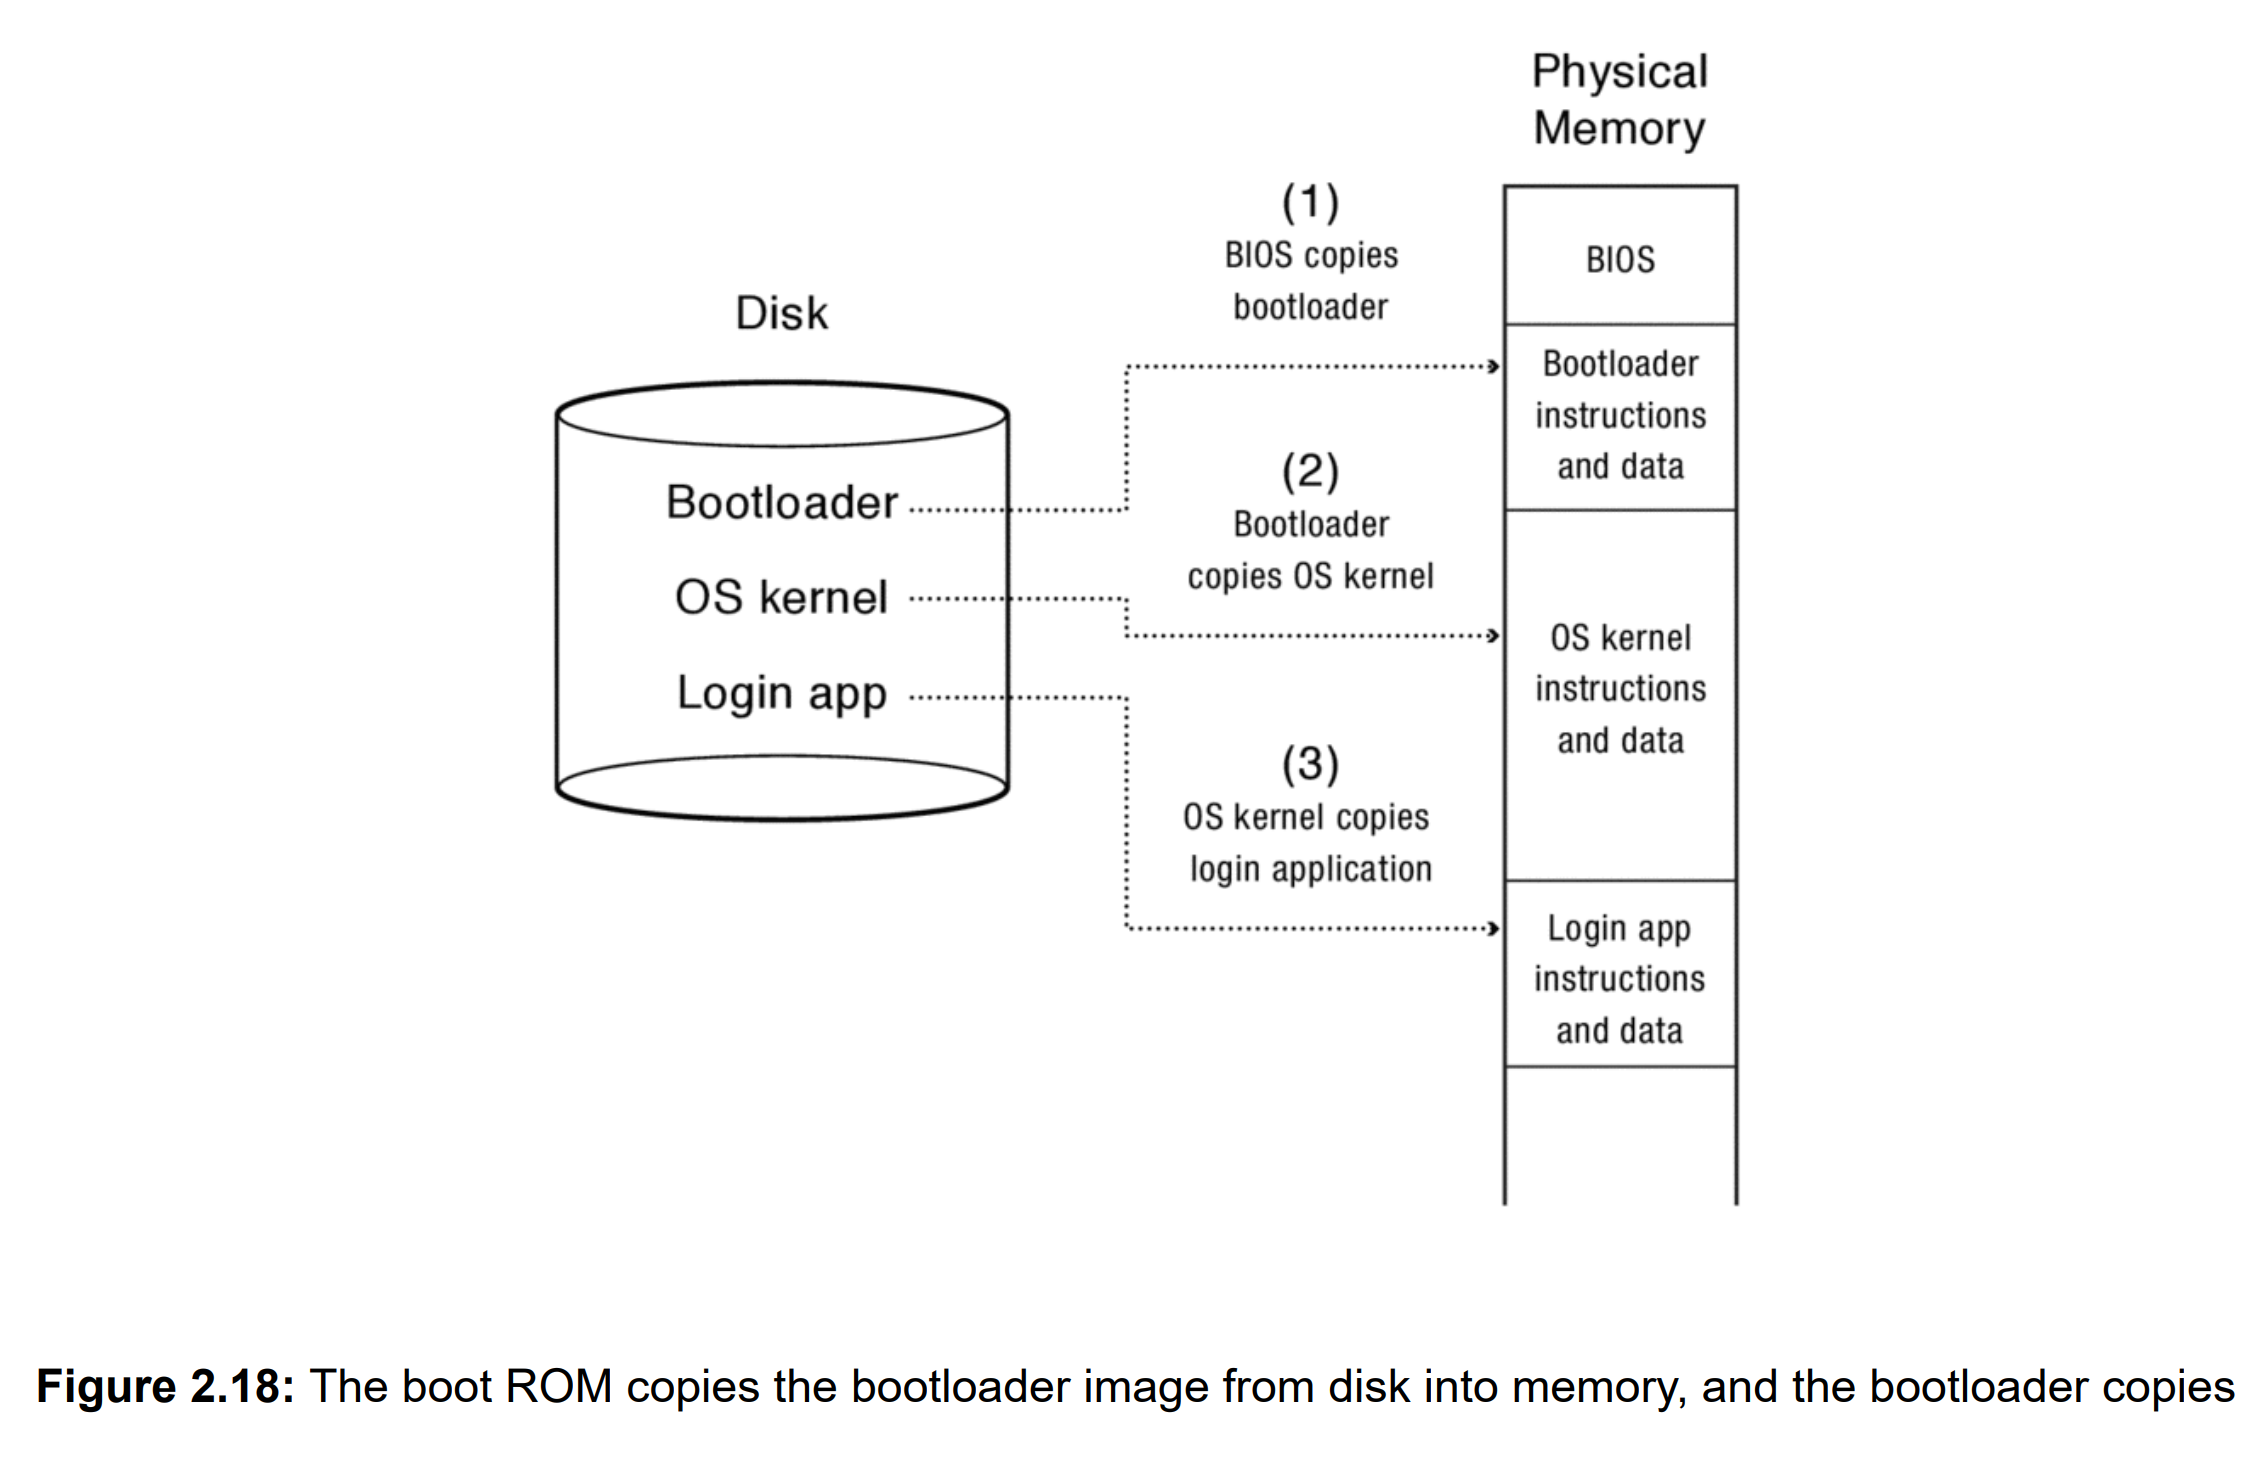 Physical
Memory
(1)
BIOS copies
bootloader
BIOS
Disk
Bootloader
instructions
and data
Bootloader
(2)
Bootloader
copies OS kernel
OS kernel
OS kernel
instructions
and data
Login app
(3)
OS kernel copies
login application
Login app
instructions
and data
Figure 2.18: The boot ROM copies the bootloader image from disk into memory, and the bootloader copies